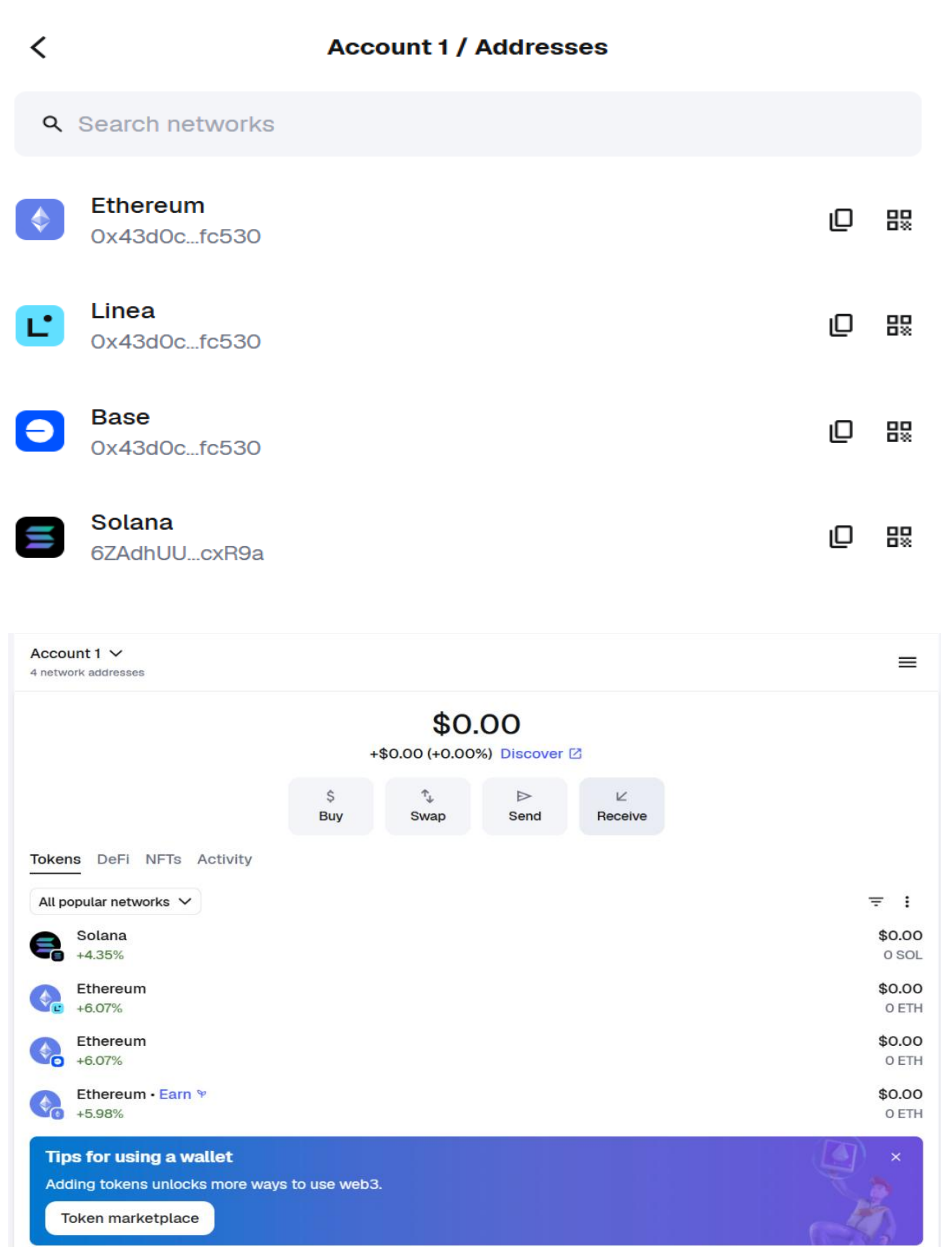 Account 1 / Addresses
Search networks
Ethereum
0x43d0c...fc530
Linea
0x43d0c...fc530
Base
0x43d0c...fc530
Solana
6ZAdhUU...cxR9a
Account 1
4 network addresses
$0.00
+$0.00 (+0.00%) Discover
$
Buy
Swap
Send
Receive
Tokens DeFi NFTs Activity
All popular networks
Solana $0.00
+4.35% 0 SOL
Ethereum $0.00
+6.07% 0 ETH
Ethereum $0.00
+6.07% 0 ETH
Ethereum • Earn $0.00
+5.98% 0 ETH
Tips for using a wallet
Adding tokens unlocks more ways to use web3.
Token marketplace